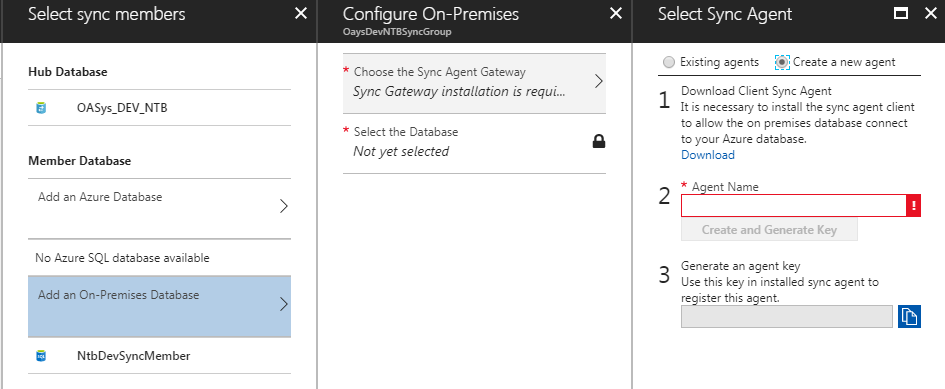 Select sync members
Hub Database
OASys_DEV_NTB
Member Database
Add an Azure Database
No Azure SQL database available
Add an On-Premises Database
NtbDevSyncMember
Configure On-Premises
OaysDevNTBSyncGroup
* Choose the Sync Agent Gateway
Sync Gateway installation is requi...
* Select the Database
Not yet selected
Select Sync Agent
Existing agents Create a new agent
1 Download Client Sync Agent
It is necessary to install the sync agent client
to allow the on premises database connect
to your Azure database.
Download
2 * Agent Name
!
Create and Generate Key
3 Generate an agent key
Use this key in installed sync agent to
register this agent.